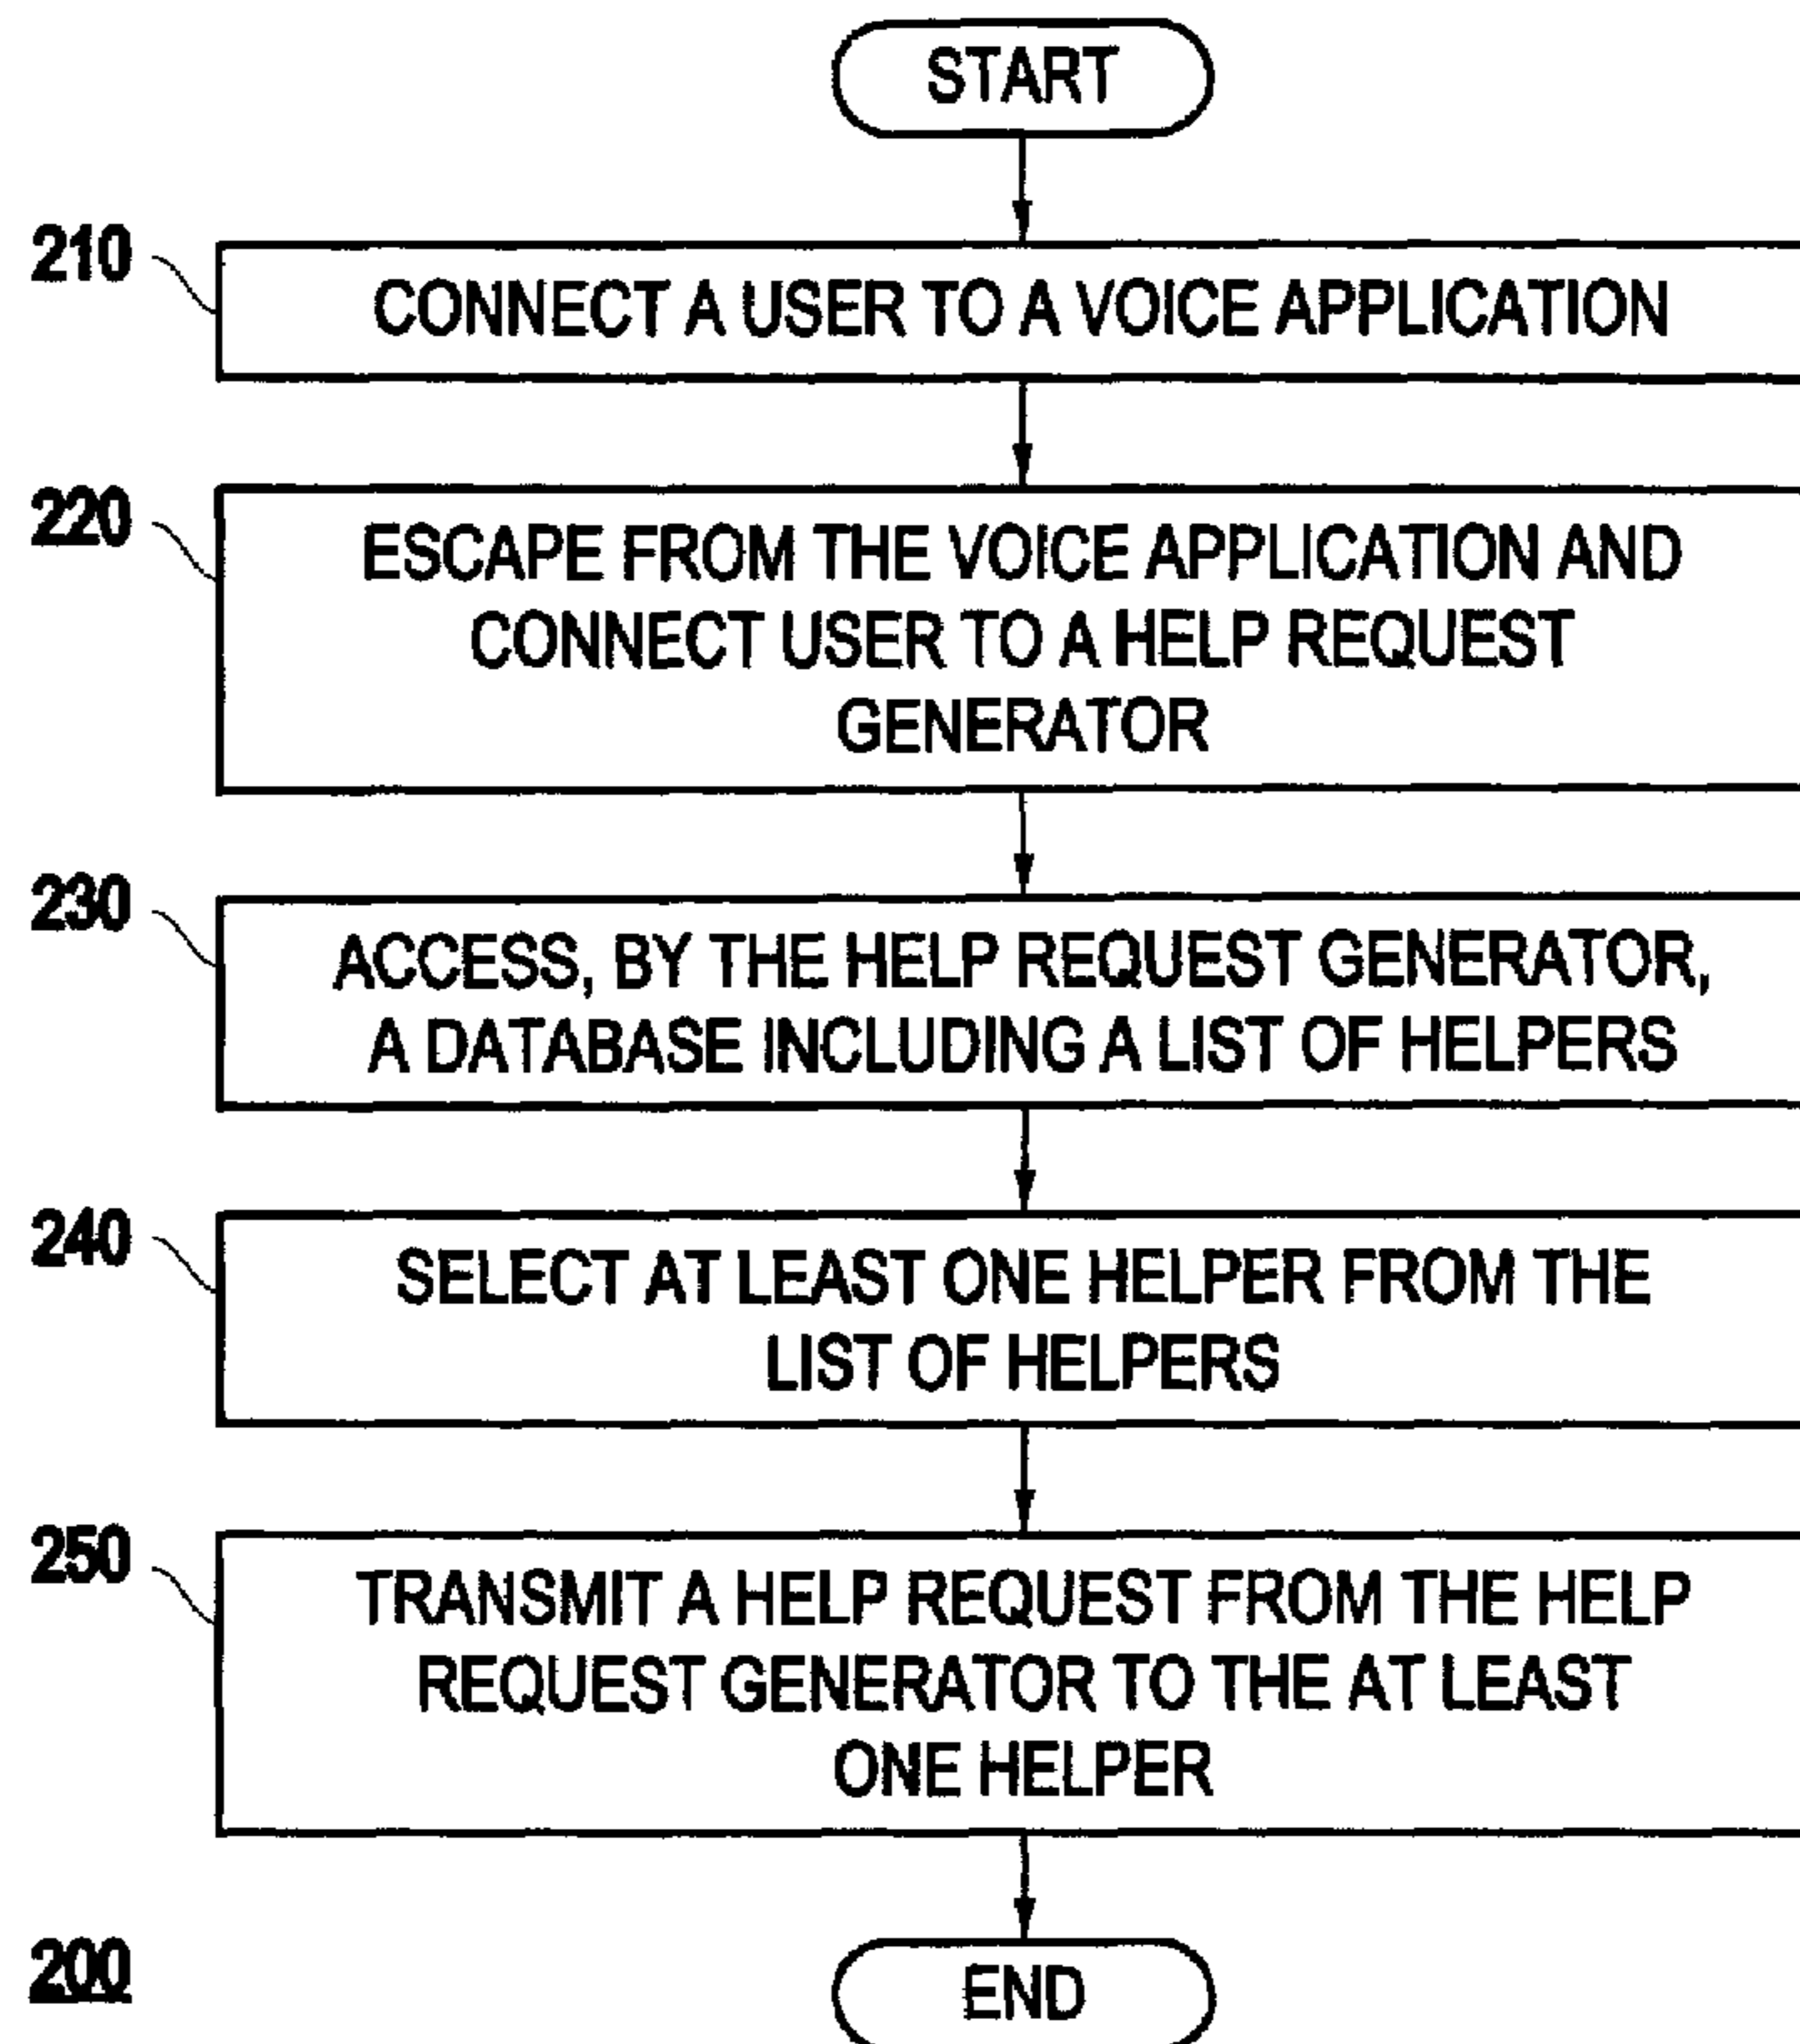 START
210
CONNECT A USER TO A VOICE APPLICATION
220
ESCAPE FROM THE VOICE APPLICATION AND
CONNECT USER TO A HELP REQUEST
GENERATOR
230
ACCESS, BY THE HELP REQUEST GENERATOR,
A DATABASE INCLUDING A LIST OF HELPERS
240
SELECT AT LEAST ONE HELPER FROM THE
LIST OF HELPERS
250
TRANSMIT A HELP REQUEST FROM THE HELP
REQUEST GENERATOR TO THE AT LEAST
ONE HELPER
200
END